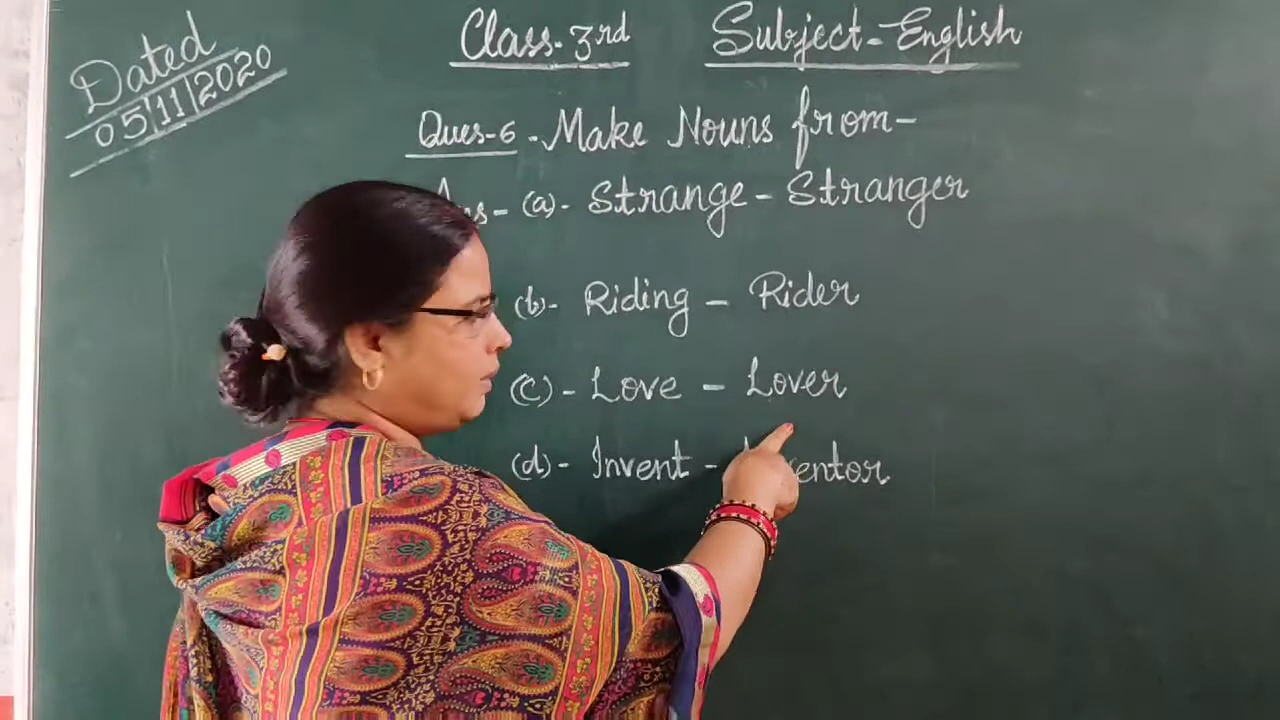 Dated
05/11/2020
Class-3rd Subject-English
Ques-6 - Make Nouns from-
(a)- Strange - Stranger
(b)- Riding - Rider
(C)- Love - Lover
(d)- Invent -